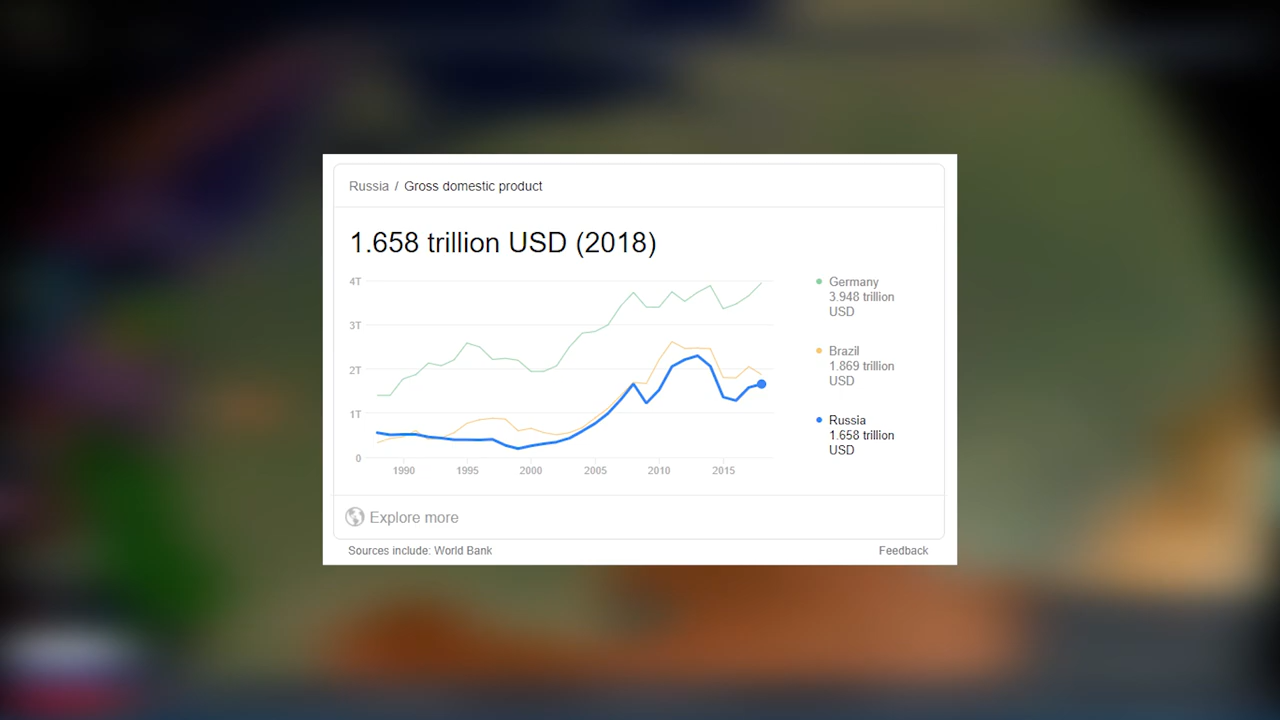 Russia / Gross domestic product
1.658 trillion USD (2018)
4T
3T
2T
1T
0
1990 1995 2000 2005 2010 2015
Germany
3.948 trillion
USD
Brazil
1.869 trillion
USD
Russia
1.658 trillion
USD
Explore more
Sources include: World Bank
Feedback